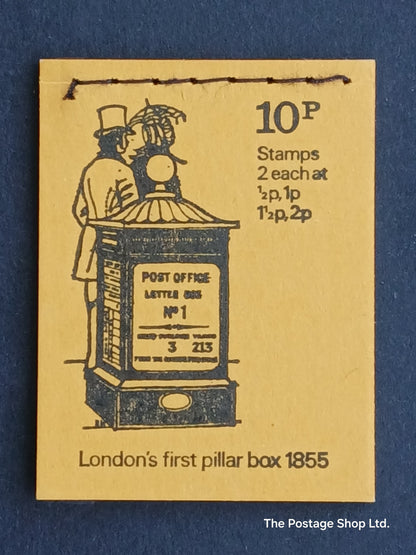 10P
Stamps
2 each at
½p, 1p
1½p, 2p
POST OFFICE
LETTER BOX
Nº 1
3 213
London's first pillar box 1855
The Postage Shop Ltd.